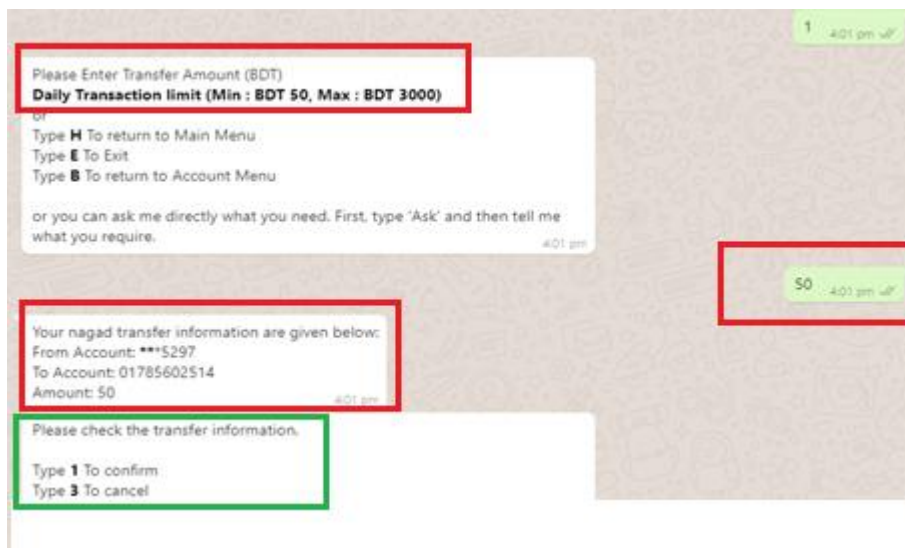 1
4:01 pm
Please Enter Transfer Amount (BDT)
Daily Transaction limit (Min : BDT 50, Max : BDT 3000)
or
Type H To return to Main Menu
Type E To Exit
Type B To return to Account Menu
or you can ask me directly what you need. First, type 'Ask' and then tell me
what you require.
4:01 pm
50
4:01 pm
Your nagad transfer information are given below:
From Account: ***5297
To Account: 01785602514
Amount: 50
4:01 pm
Please check the transfer information.
Type 1 To confirm
Type 3 To cancel